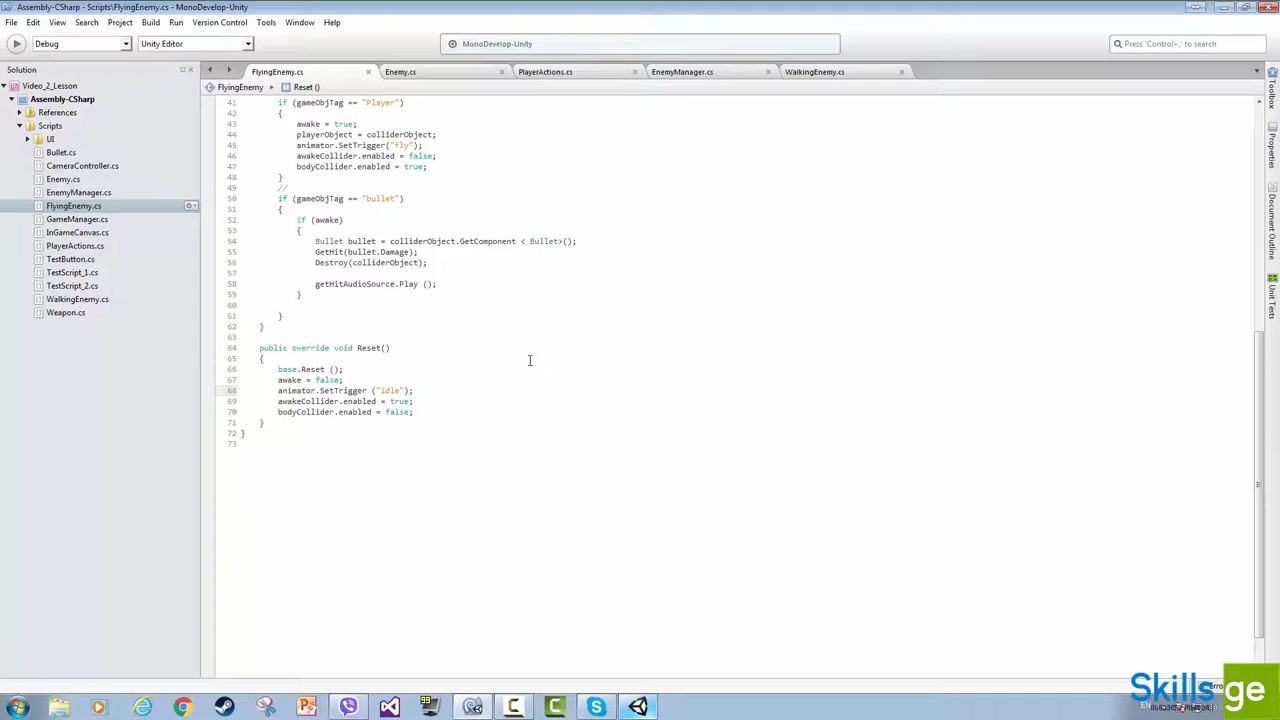 Assembly-CSharp - Scripts\FlyingEnemy.cs - MonoDevelop-Unity
File Edit View Search Project Build Run Version Control Tools Window Help
Debug Unity Editor MonoDevelop-Unity Press 'Control+,' to search
Solution
Video_2_Lesson
Assembly-CSharp
References
Scripts
UI
Bullet.cs
CameraController.cs
Enemy.cs
EnemyManager.cs
FlyingEnemy.cs
GameManager.cs
InGameCanvas.cs
PlayerActions.cs
TestButton.cs
TestScript_1.cs
TestScript_2.cs
WalkingEnemy.cs
Weapon.cs
FlyingEnemy.cs Enemy.cs PlayerActions.cs EnemyManager.cs WalkingEnemy.cs
FlyingEnemy Reset ()
41 if (gameObjTag == "Player")
42 {
43 awake = true;
44 playerObject = colliderObject;
45 animator.SetTrigger("fly");
46 awakeCollider.enabled = false;
47 bodyCollider.enabled = true;
48 }
49 //
50 if (gameObjTag == "bullet")
51 {
52 if (awake)
53 {
54 Bullet bullet = colliderObject.GetComponent < Bullet>();
55 GetHit(bullet.Damage);
56 Destroy(colliderObject);
57
58 getHitAudioSource.Play ();
59 }
60
61 }
62 }
63
64 public override void Reset()
65 {
66 base.Reset ();
67 awake = false;
68 animator.SetTrigger ("idle");
69 awakeCollider.enabled = true;
70 bodyCollider.enabled = false;
71 }
72 }
73
Toolbox
Properties
Document Outline
Unit Tests
99
Skills ge